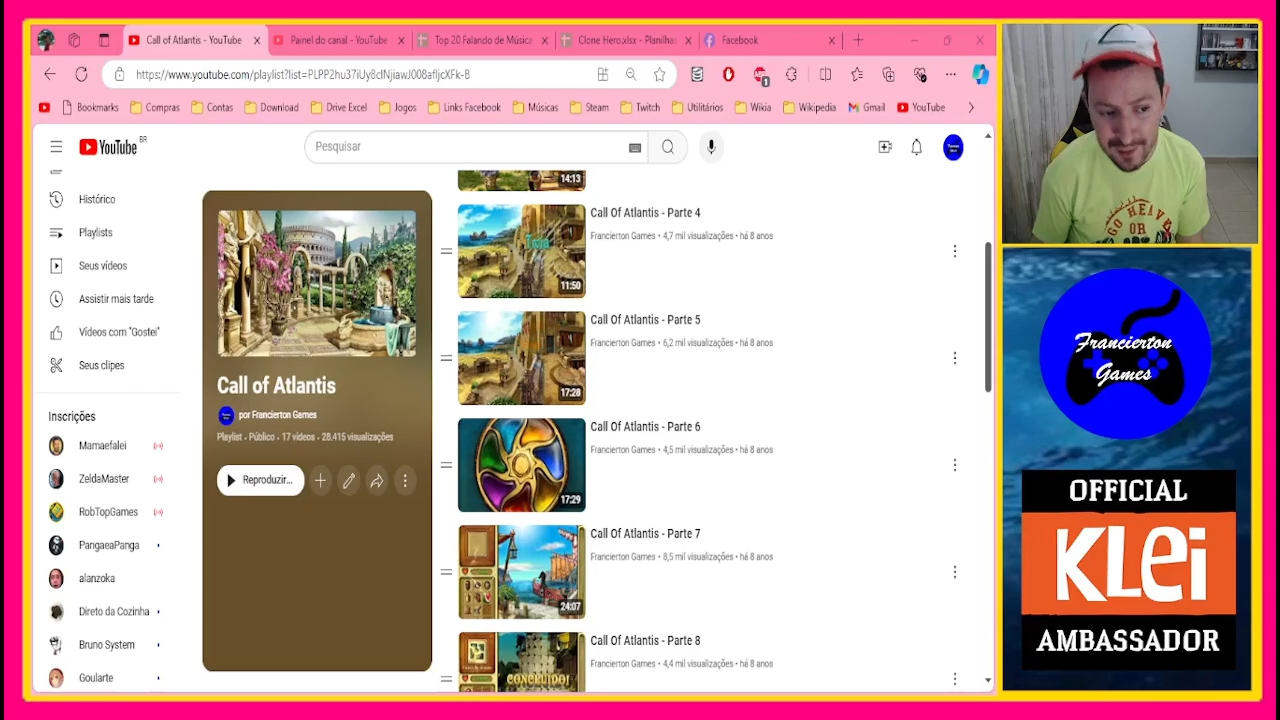 Call of Atlantis - YouTube
Painel do canal - YouTube
Top 20 Falando de Música
Clone Hero.xlsx - Planilhas
Facebook
Bookmarks
Compras
Contas
Download
Drive Excel
Jogos
Links Facebook
Músicas
Steam
Twitch
Utilitários
Wikia
Wikipedia
Gmail
YouTube
YouTube BR
Pesquisar
Histórico
Playlists
Seus vídeos
Assistir mais tarde
Vídeos com "Gostei"
Seus clipes
Inscrições
Mamaefalei
ZeldaMaster
RobTopGames
PangaeaPanga
alanzoka
Direto da Cozinha
Bruno System
Goularte
Call of Atlantis
por Francierton Games
Playlist • Público • 17 vídeos • 28.415 visualizações
Reproduzir...
14:13
Call Of Atlantis - Parte 4
Francierton Games • 4,7 mil visualizações • há 8 anos
Troia
11:50
Call Of Atlantis - Parte 5
Francierton Games • 6,2 mil visualizações • há 8 anos
17:28
Call Of Atlantis - Parte 6
Francierton Games • 4,5 mil visualizações • há 8 anos
17:29
Call Of Atlantis - Parte 7
Francierton Games • 8,5 mil visualizações • há 8 anos
24:07
Call Of Atlantis - Parte 8
Francierton Games • 4,4 mil visualizações • há 8 anos
CONCLUIDO!
GO HEAVY
OR
Francierton
Games
OFFICIAL
KLEi
AMBASSADOR